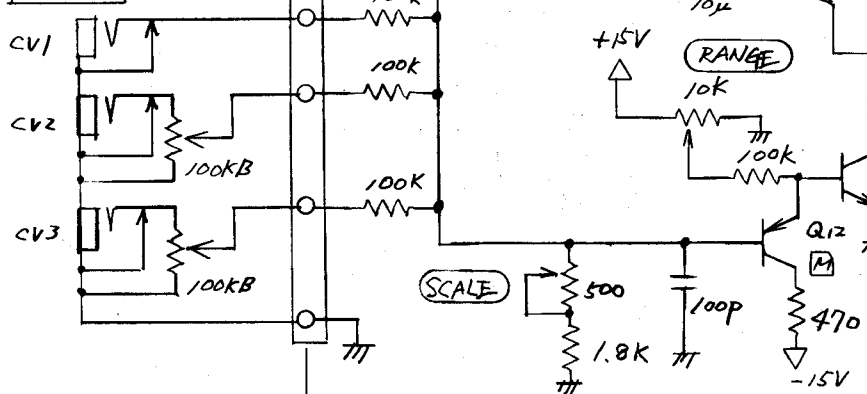 10μ
CV1
+15V
RANGE
100K
10K
CV2
100KB
100K
100K
CV3
Q12
M
100KB
SCALE
500
100P
470
1.8K
-15V